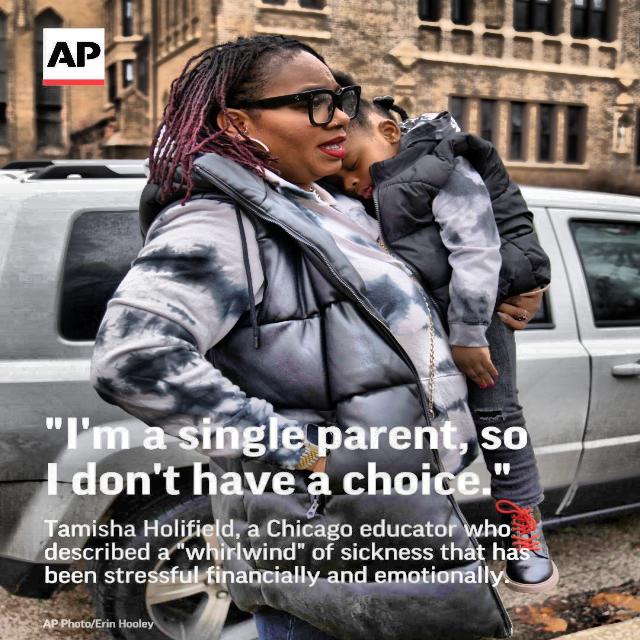 AP
"I'm a single parent, so
I don't have a choice."
Tamisha Holifield, a Chicago educator who
described a "whirlwind" of sickness that has
been stressful financially and emotionally.
AP Photo/Erin Hooley